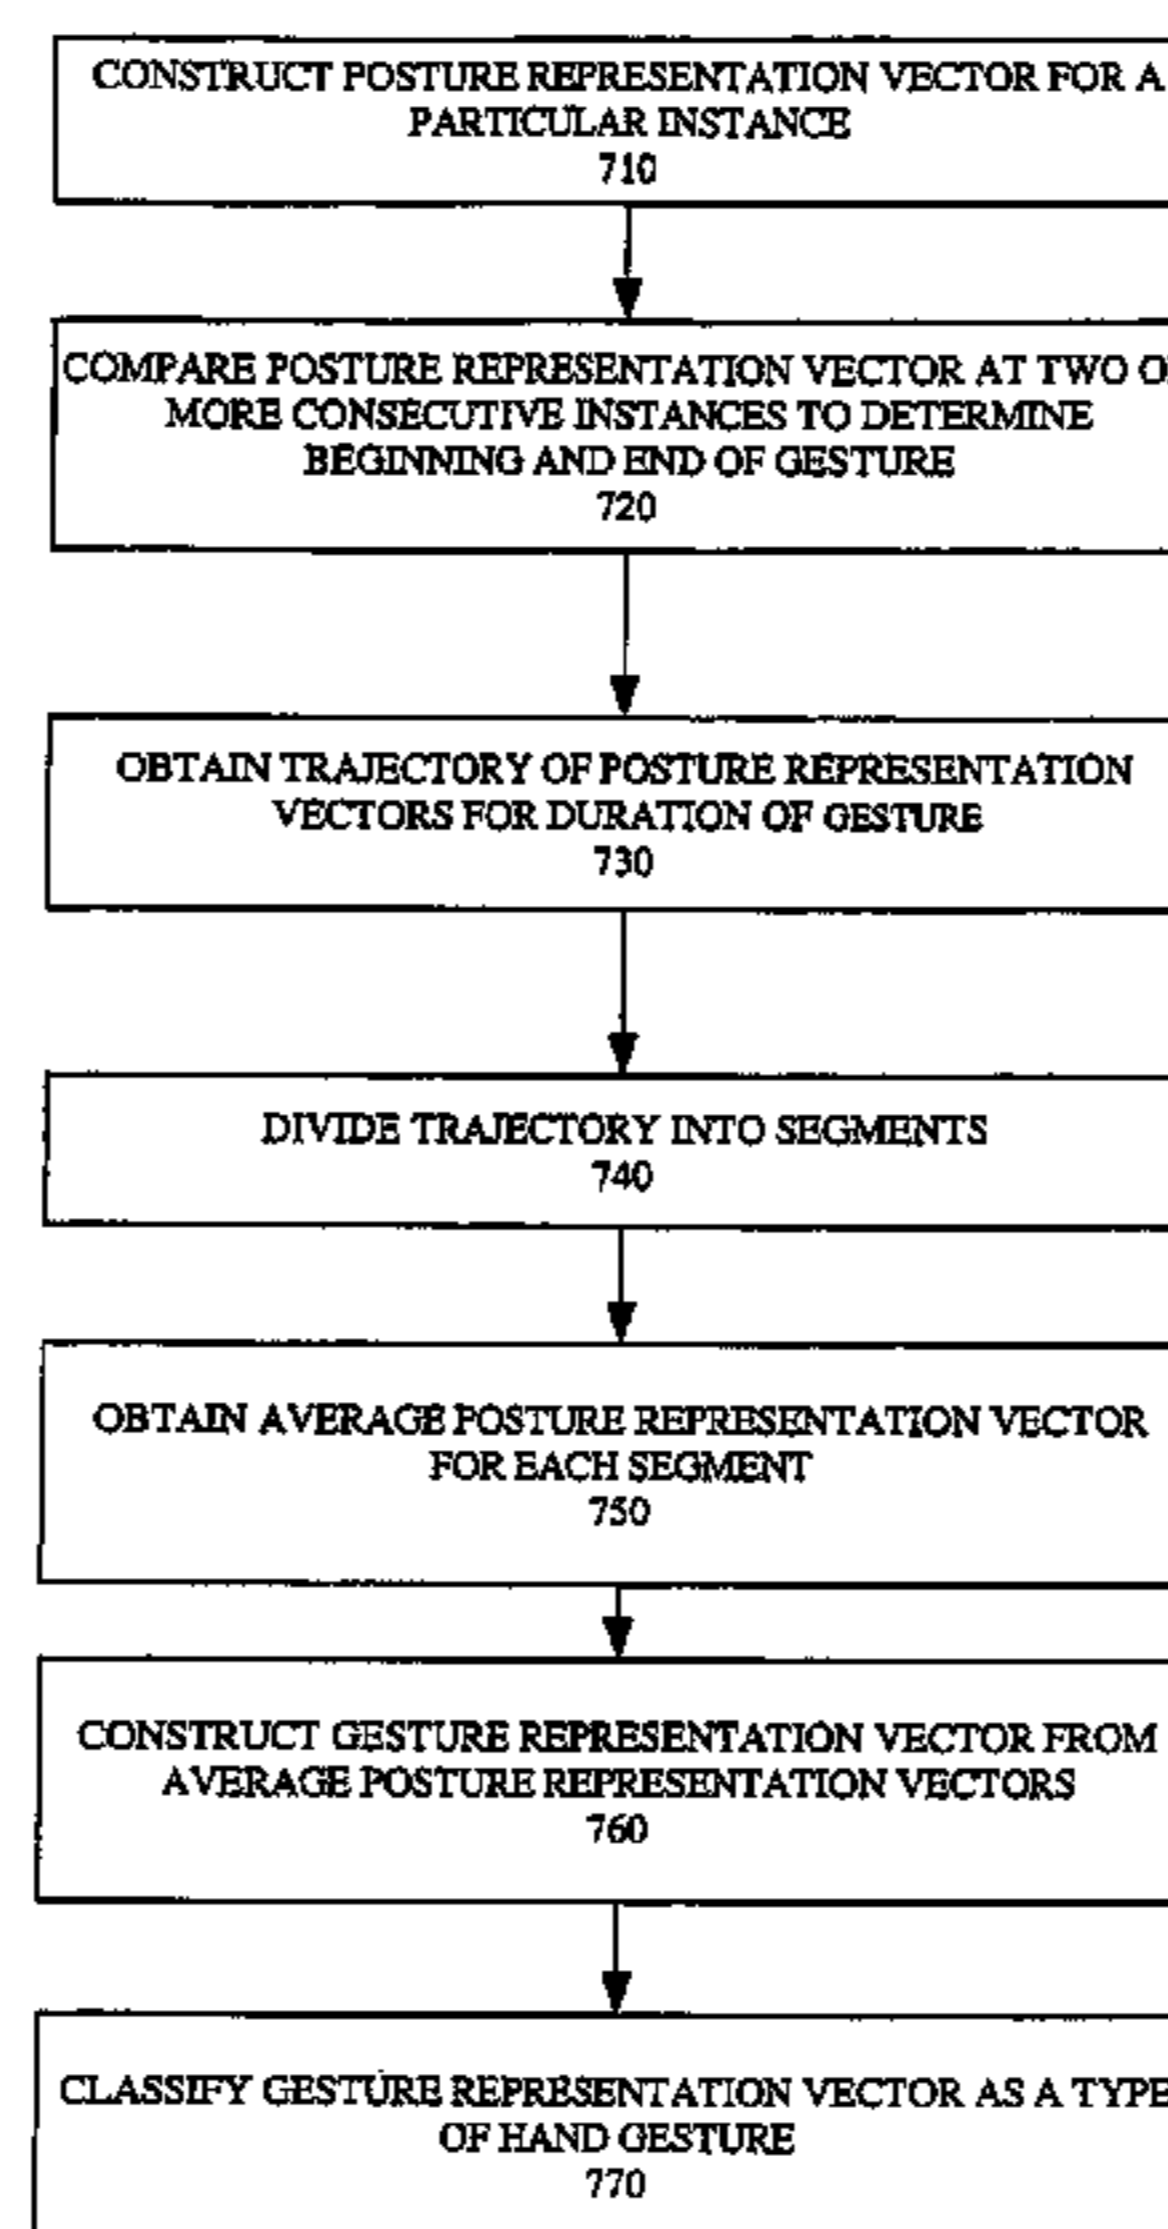 CONSTRUCT POSTURE REPRESENTATION VECTOR FOR A
PARTICULAR INSTANCE
710
COMPARE POSTURE REPRESENTATION VECTOR AT TWO
MORE CONSECUTIVE INSTANCES TO DETERMINE
BEGINNING AND END OF GESTURE
720
OBTAIN TRAJECTORY OF POSTURE REPRESENTATION
VECTORS FOR DURATION OF GESTURE
730
DIVIDE TRAJECTORY INTO SEGMENTS
740
OBTAIN AVERAGE POSTURE REPRESENTATION VECTOR
FOR EACH SEGMENT
750
CONSTRUCT GESTURE REPRESENTATION VECTOR FROM
AVERAGE POSTURE REPRESENTATION VECTORS
760
CLASSIFY GESTURE REPRESENTATION VECTOR AS A TYPE
OF HAND GESTURE
770